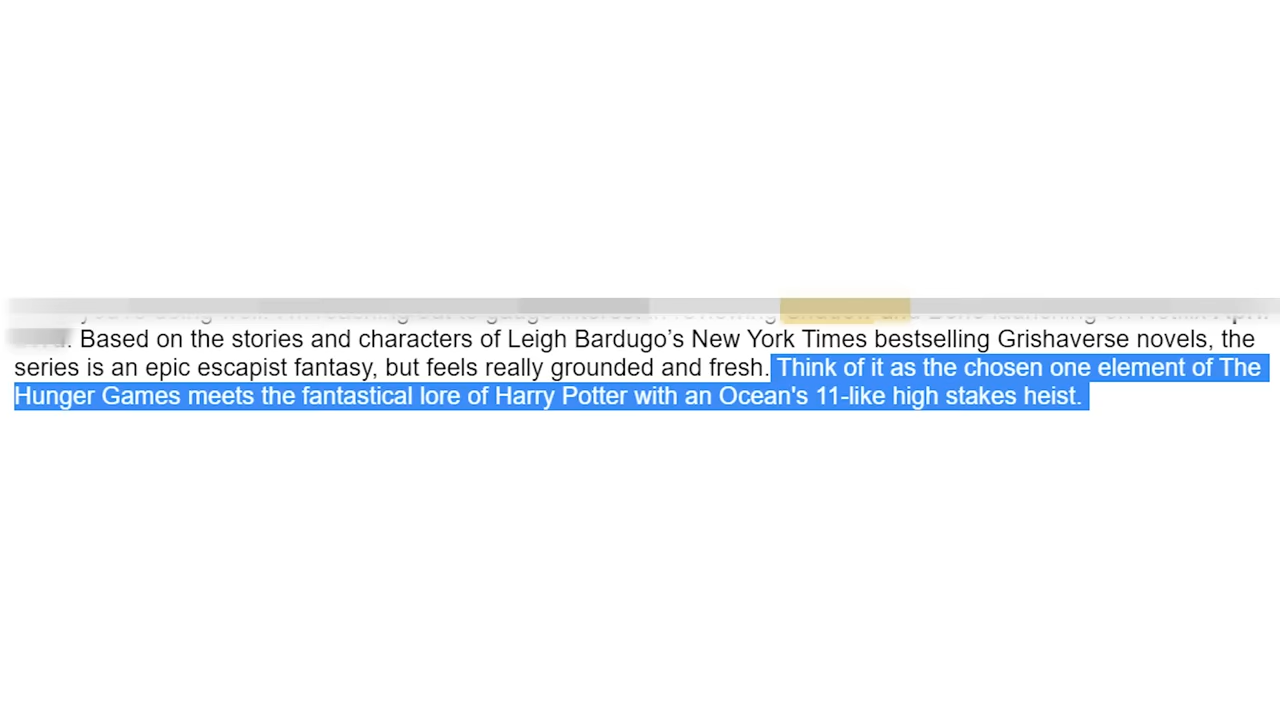 . Based on the stories and characters of Leigh Bardugo’s New York Times bestselling Grishaverse novels, the
series is an epic escapist fantasy, but feels really grounded and fresh. Think of it as the chosen one element of The
Hunger Games meets the fantastical lore of Harry Potter with an Ocean's 11-like high stakes heist.